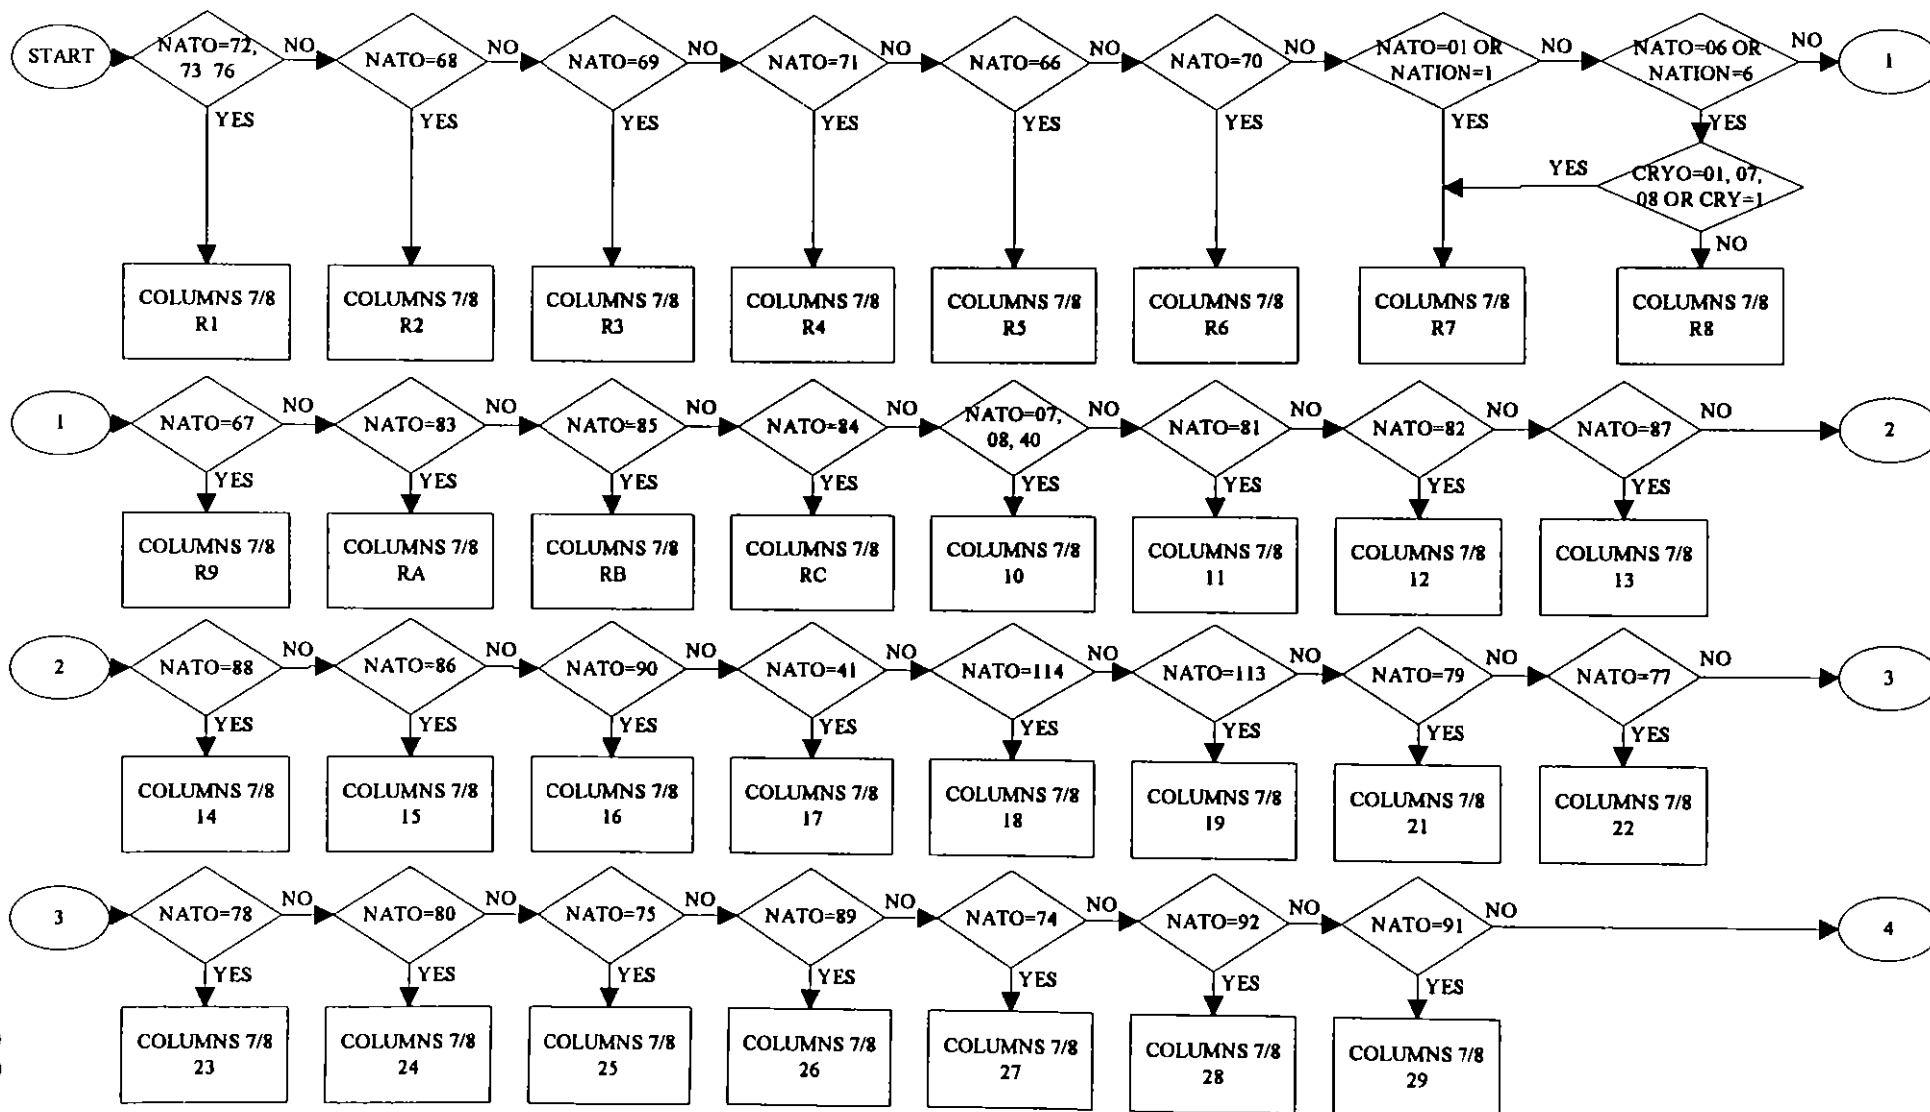 START
NATO=72,
73 76
NO
YES
NATO=68
NO
YES
NATO=69
NO
YES
NATO=71
NO
YES
NATO=66
NO
YES
NATO=70
NO
YES
NATO=01 OR
NATION=1
NO
YES
NATO=06 OR
NATION=6
NO
YES
1
CRYO=01, 07,
08 OR CRY=1
YES
NO
COLUMNS 7/8
R1
COLUMNS 7/8
R2
COLUMNS 7/8
R3
COLUMNS 7/8
R4
COLUMNS 7/8
R5
COLUMNS 7/8
R6
COLUMNS 7/8
R7
COLUMNS 7/8
R8
1
NATO=67
NO
YES
NATO=83
NO
YES
NATO=85
NO
YES
NATO=84
NO
YES
NATO=07,
08, 40
NO
YES
NATO=81
NO
YES
NATO=82
NO
YES
NATO=87
NO
YES
2
COLUMNS 7/8
R9
COLUMNS 7/8
RA
COLUMNS 7/8
RB
COLUMNS 7/8
RC
COLUMNS 7/8
10
COLUMNS 7/8
11
COLUMNS 7/8
12
COLUMNS 7/8
13
2
NATO=88
NO
YES
NATO=86
NO
YES
NATO=90
NO
YES
NATO=41
NO
YES
NATO=114
NO
YES
NATO=113
NO
YES
NATO=79
NO
YES
NATO=77
NO
YES
3
COLUMNS 7/8
14
COLUMNS 7/8
15
COLUMNS 7/8
16
COLUMNS 7/8
17
COLUMNS 7/8
18
COLUMNS 7/8
19
COLUMNS 7/8
21
COLUMNS 7/8
22
3
NATO=78
NO
YES
NATO=80
NO
YES
NATO=75
NO
YES
NATO=89
NO
YES
NATO=74
NO
YES
NATO=92
NO
YES
NATO=91
NO
YES
4
COLUMNS 7/8
23
COLUMNS 7/8
24
COLUMNS 7/8
25
COLUMNS 7/8
26
COLUMNS 7/8
27
COLUMNS 7/8
28
COLUMNS 7/8
29